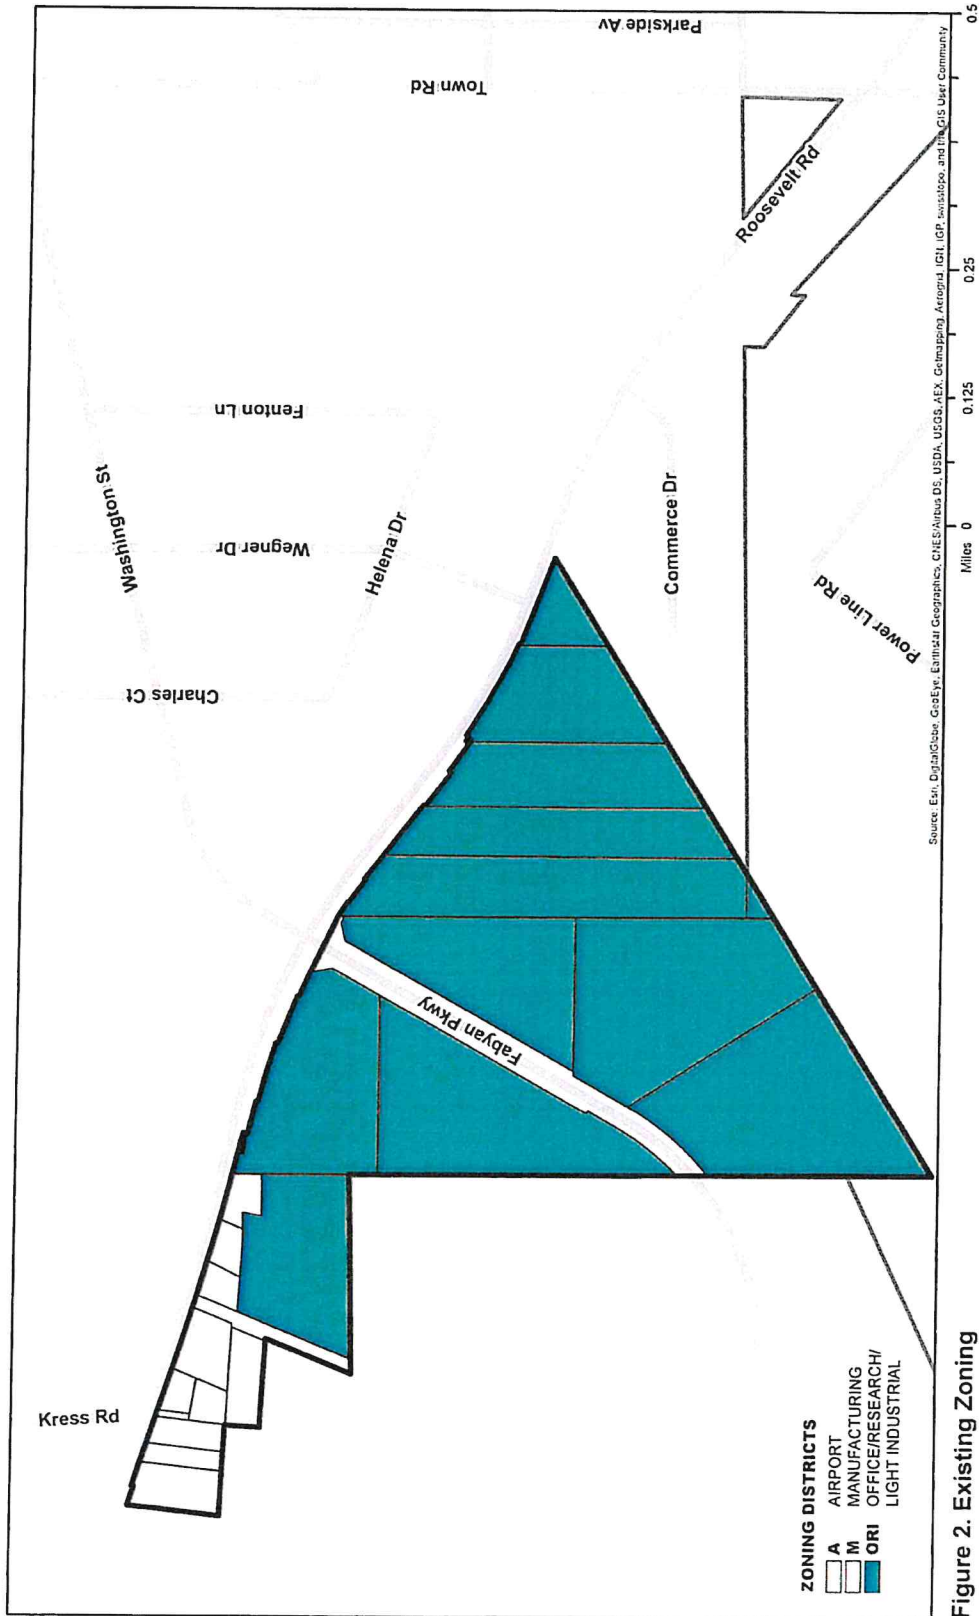 Parkside Av
Town Rd
Roosevelt Rd
Fenton Ln
Washington St
Wegner Dr
Helena Dr
Commerce Dr
Charles Ct
Power Line Rd
Fabyan Pkwy
Kress Rd
ZONING DISTRICTS
A AIRPORT
M MANUFACTURING
ORI OFFICE/RESEARCH/
LIGHT INDUSTRIAL
Source: Esri, DigitalGlobe, GeoEye, Earthstar Geographics, CNES/Airbus DS, USDA, USGS, AEX, Getmapping, Aerogrid, IGN, IGP, swisstopo, and the GIS User Community
Miles 0 0.125 0.25 0.5
Figure 2. Existing Zoning